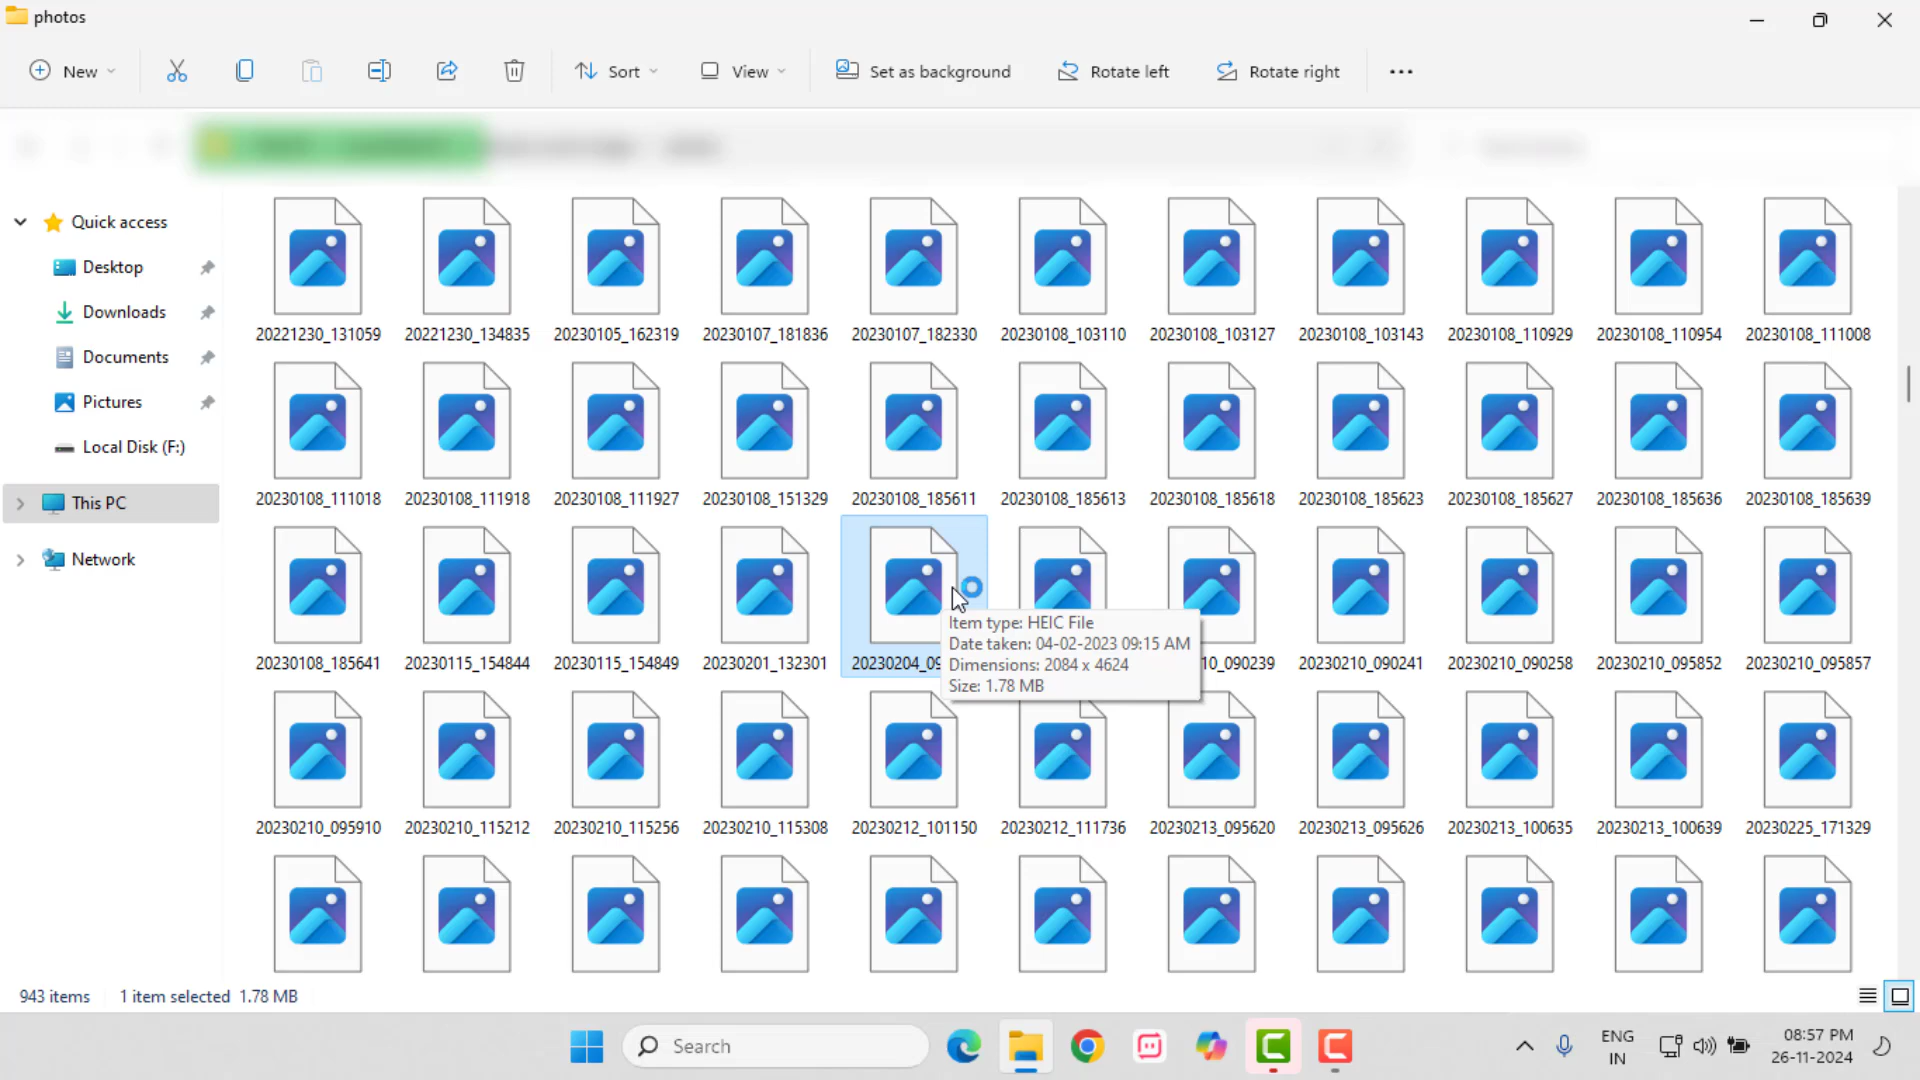 photos
New
Sort
View
Set as background
Rotate left
Rotate right
Quick access
Desktop
Downloads
Documents
Pictures
Local Disk (F:)
This PC
Network
20221230_131059 20221230_134835 20230105_162319 20230107_181836 20230107_182330 20230108_103110 20230108_103127 20230108_103143 20230108_110929 20230108_110954 20230108_111008
20230108_111018 20230108_111918 20230108_111927 20230108_151329 20230108_185611 20230108_185613 20230108_185618 20230108_185623 20230108_185627 20230108_185636 20230108_185639
20230108_185641 20230115_154844 20230115_154849 20230201_132301 20230204_09 10_090239 20230210_090241 20230210_090258 20230210_095852 20230210_095857
Item type: HEIC File
Date taken: 04-02-2023 09:15 AM
Dimensions: 2084 x 4624
Size: 1.78 MB
20230210_095910 20230210_115212 20230210_115256 20230210_115308 20230212_101150 20230212_111736 20230213_095620 20230213_095626 20230213_100635 20230213_100639 20230225_171329
943 items 1 item selected 1.78 MB
Search
ENG
IN
08:57 PM
26-11-2024